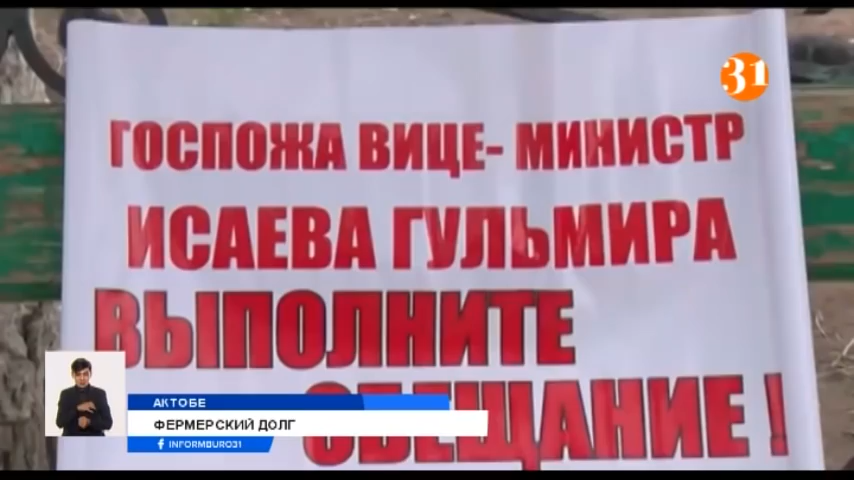 31
ГОСПОЖА ВИЦЕ- МИНИСТР
ИСАЕВА ГУЛЬМИРА
ВЫПОЛНИТЕ
ОБЕЩАНИЕ !
АКТОБЕ
ФЕРМЕРСКИЙ ДОЛГ
f INFORMBURO31